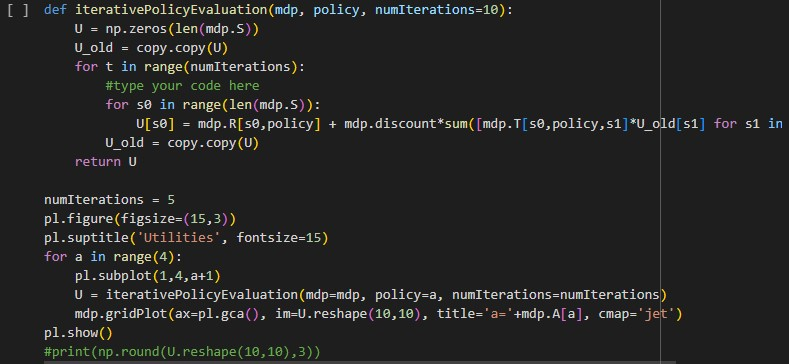 [ ] def iterativePolicyEvaluation(mdp, policy, numIterations=10):
U = np.zeros(len(mdp.S))
U_old = copy.copy(U)
for t in range(numIterations):
#type your code here
for s0 in range(len(mdp.S)):
U[s0] = mdp.R[s0,policy] + mdp.discount*sum([mdp.T[s0,policy,s1]*U_old[s1] for s1 in
U_old = copy.copy(U)
return U
numIterations = 5
pl.figure(figsize=(15,3))
pl.suptitle('Utilities', fontsize=15)
for a in range(4):
pl.subplot(1,4,a+1)
U = iterativePolicyEvaluation(mdp=mdp, policy=a, numIterations=numIterations)
mdp.gridPlot(ax=pl.gca(), im=U.reshape(10,10), title='a='+mdp.A[a], cmap='jet')
pl.show()
#print(np.round(U.reshape(10,10),3))